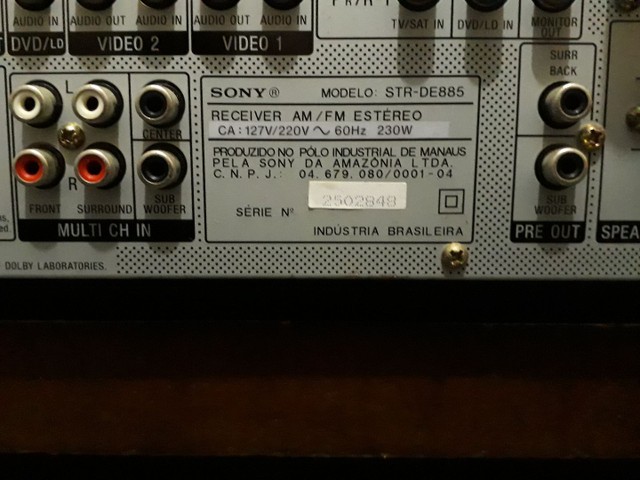 AUDIO IN AUDIO OUT AUDIO IN AUDIO OUT AUDIO IN
TV/SAT IN DVD/LD IN MONITOR OUT
DVD/LD VIDEO 2 VIDEO 1
SURR BACK
L
CENTER
R
FRONT SURROUND SUB WOOFER
MULTI CH IN
SONY® MODELO: STR-DE885
RECEIVER AM/FM ESTÉREO
CA: 127V/220V ~ 60Hz 230W
PRODUZIDO NO PÓLO INDUSTRIAL DE MANAUS
PELA SONY DA AMAZÔNIA LTDA.
C. N. P. J.: 04. 679. 080/0001-04
SÉRIE Nº 2502848
INDÚSTRIA BRASILEIRA
SUB WOOFER
PRE OUT
DOLBY LABORATORIES.